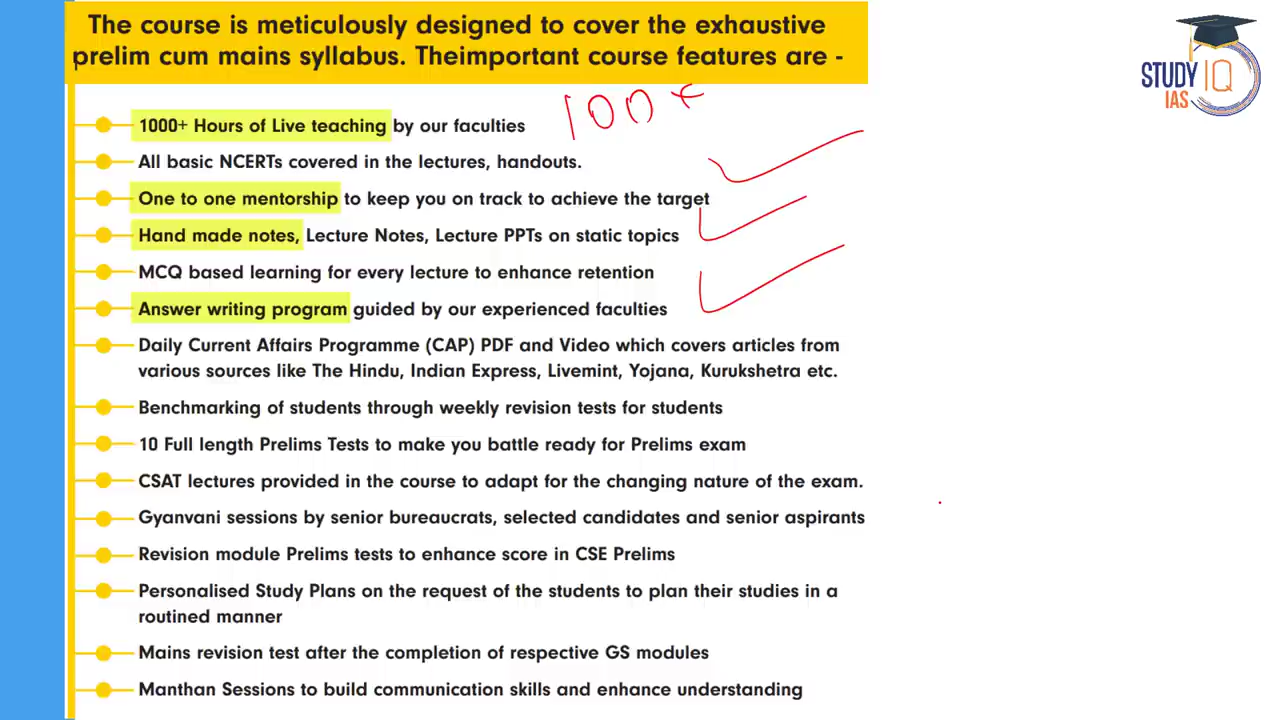 The course is meticulously designed to cover the exhaustive
prelim cum mains syllabus. Theimportant course features are -
STUDY IQ
IAS
100+
1000+ Hours of Live teaching by our faculties
All basic NCERTs covered in the lectures, handouts.
One to one mentorship to keep you on track to achieve the target
Hand made notes, Lecture Notes, Lecture PPTs on static topics
MCQ based learning for every lecture to enhance retention
Answer writing program guided by our experienced faculties
Daily Current Affairs Programme (CAP) PDF and Video which covers articles from
various sources like The Hindu, Indian Express, Livemint, Yojana, Kurukshetra etc.
Benchmarking of students through weekly revision tests for students
10 Full length Prelims Tests to make you battle ready for Prelims exam
CSAT lectures provided in the course to adapt for the changing nature of the exam.
Gyanvani sessions by senior bureaucrats, selected candidates and senior aspirants
Revision module Prelims tests to enhance score in CSE Prelims
Personalised Study Plans on the request of the students to plan their studies in a
routined manner
Mains revision test after the completion of respective GS modules
Manthan Sessions to build communication skills and enhance understanding